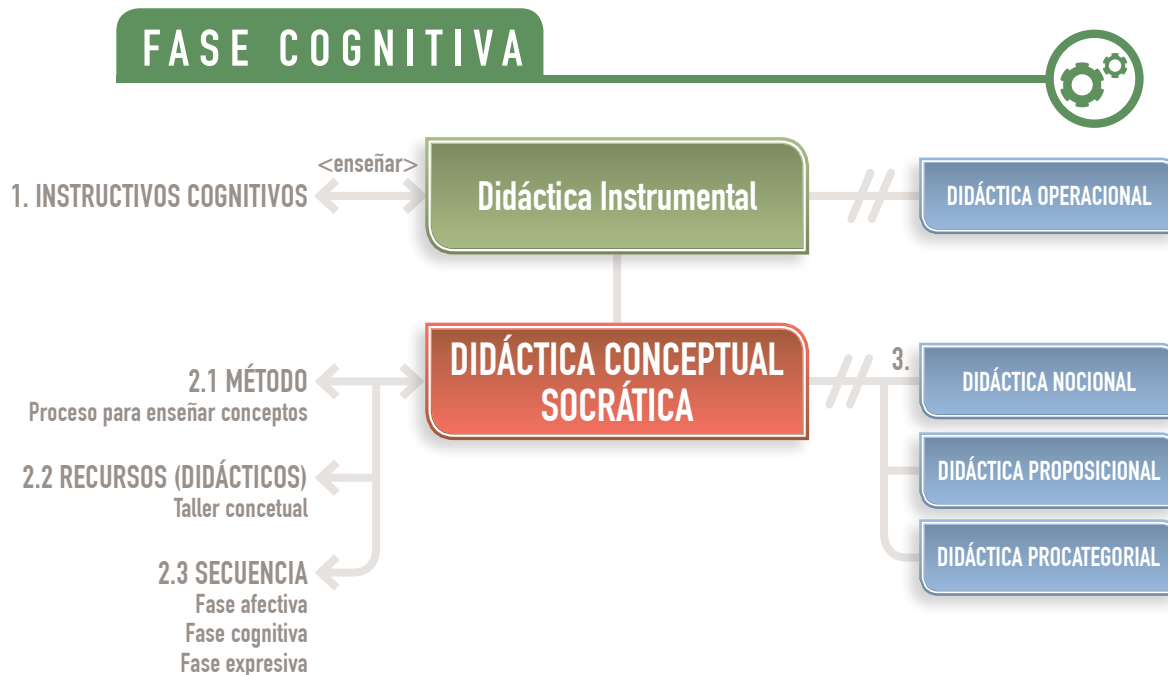 FASE COGNITIVA
<enseñar>
1. INSTRUCTIVOS COGNITIVOS
Didáctica Instrumental
DIDÁCTICA OPERACIONAL
DIDÁCTICA CONCEPTUAL
SOCRÁTICA
2.1 MÉTODO
Proceso para enseñar conceptos
2.2 RECURSOS (DIDÁCTICOS)
Taller concetual
2.3 SECUENCIA
Fase afectiva
Fase cognitiva
Fase expresiva
3.
DIDÁCTICA NOCIONAL
DIDÁCTICA PROPOSICIONAL
DIDÁCTICA PROCATEGORIAL